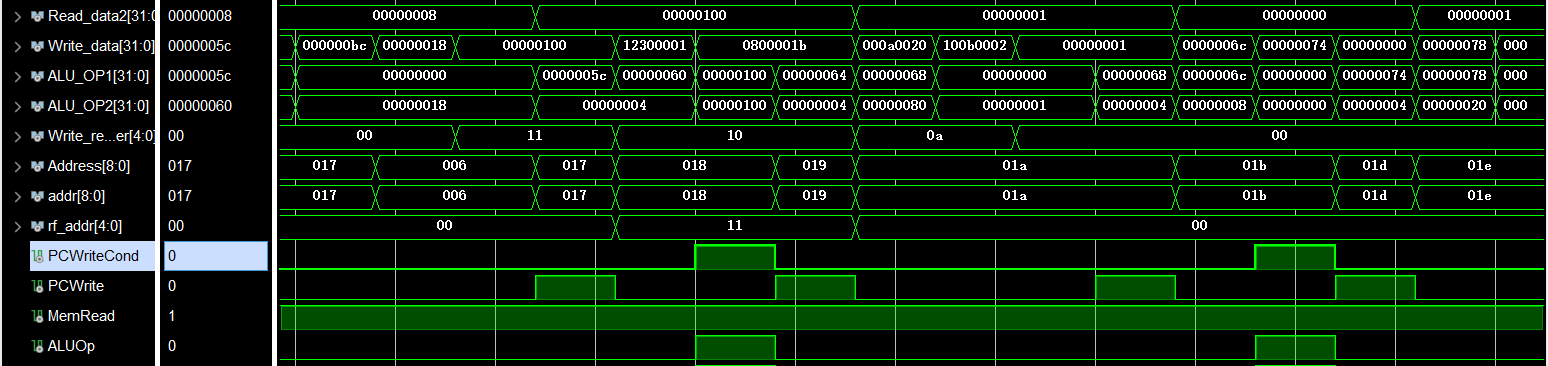 Read_data2[31:0 00000008 00000008 00000100 00000001 00000000 00000001
Write_data[31:0] 0000005c 000000bc 00000018 00000100 12300001 0800001b 000a0020 100b0002 00000001 0000006c 00000074 00000000 00000078 000
ALU_OP1[31:0] 0000005c 00000000 0000005c 00000060 00000100 00000064 00000068 00000000 00000068 0000006c 00000000 00000074 00000078 000
ALU_OP2[31:0] 00000060 00000018 00000004 00000100 00000004 00000080 00000001 00000004 00000008 00000000 00000004 00000020 000
Write_re...er[4:0] 00 00 11 10 0a 00
Address[8:0] 017 017 006 017 018 019 01a 01b 01d 01e
addr[8:0] 017 017 006 017 018 019 01a 01b 01d 01e
rf_addr[4:0] 00 00 11 00
PCWriteCond 0
PCWrite 0
MemRead 1
ALUOp 0